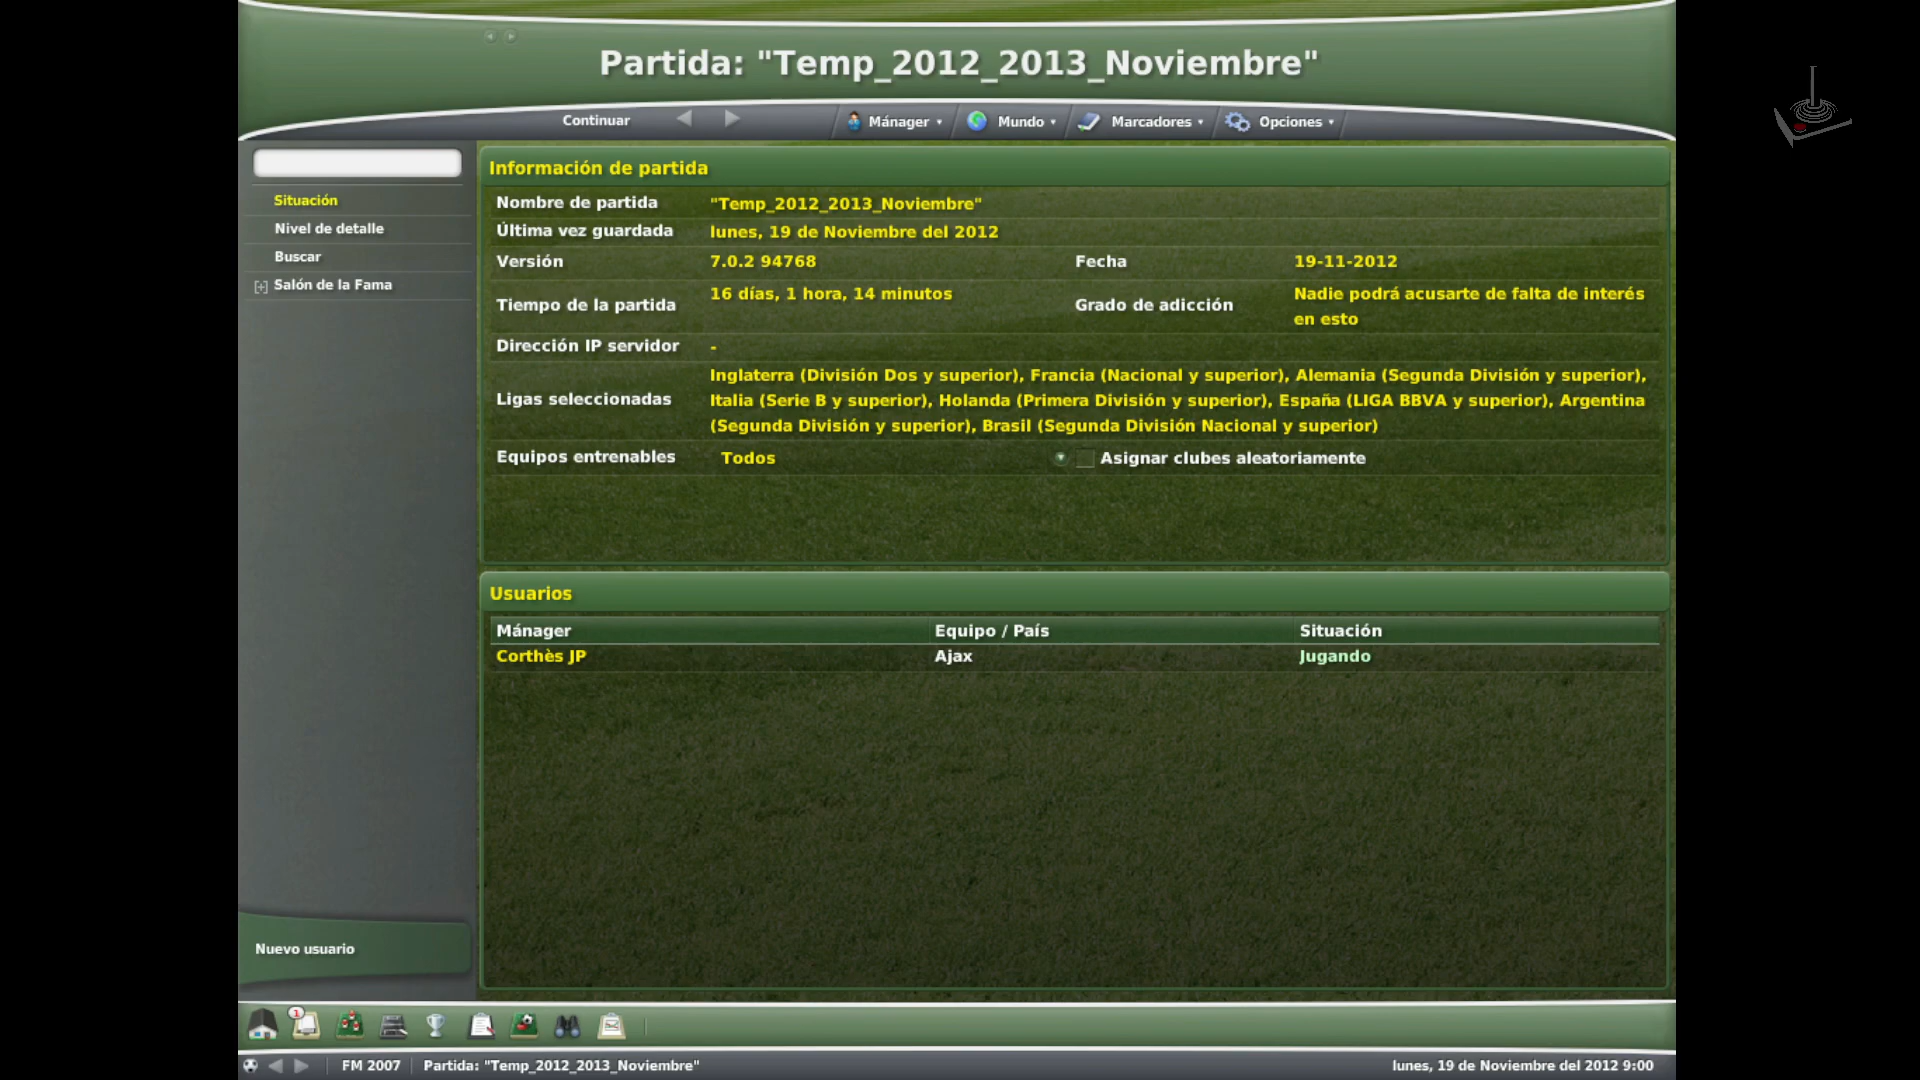 Partida: "Temp_2012_2013_Noviembre"
Continuar
Mánager
Mundo
Marcadores
Opciones
Situación
Nivel de detalle
Buscar
[+] Salón de la Fama
Nuevo usuario
Información de partida
Nombre de partida "Temp_2012_2013_Noviembre"
Última vez guardada lunes, 19 de Noviembre del 2012
Versión 7.0.2 94768 Fecha 19-11-2012
Tiempo de la partida 16 días, 1 hora, 14 minutos Grado de adicción Nadie podrá acusarte de falta de interés
en esto
Dirección IP servidor -
Ligas seleccionadas
Inglaterra (División Dos y superior), Francia (Nacional y superior), Alemania (Segunda División y superior),
Italia (Serie B y superior), Holanda (Primera División y superior), España (LIGA BBVA y superior), Argentina
(Segunda División y superior), Brasil (Segunda División Nacional y superior)
Equipos entrenables Todos Asignar clubes aleatoriamente
Usuarios
Mánager Equipo / País Situación
Corthès JP Ajax Jugando
1
FM 2007 Partida: "Temp_2012_2013_Noviembre" lunes, 19 de Noviembre del 2012 9:00